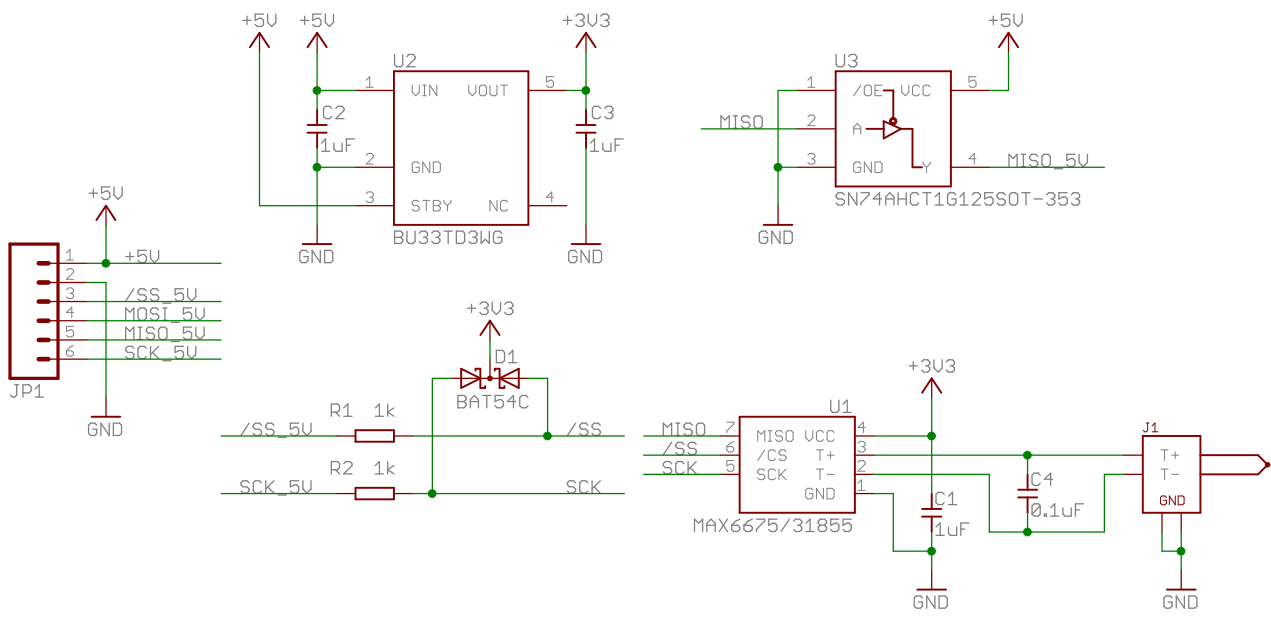 +5V
+5V
+3V3
U2
1
VIN
VOUT
5
C2
1uF
C3
1uF
2
GND
3
STBY
NC
4
BU33TD3WG
GND
GND
+5V
U3
1
/OE
VCC
5
MISO
2
A
3
GND
Y
4
MISO_5V
SN74AHCT1G125SOT-353
GND
+5V
1
+5V
2
3
/SS_5V
4
MOSI_5V
5
MISO_5V
6
SCK_5V
JP1
GND
+3V3
D1
BAT54C
R1
1k
/SS_5V
/SS
R2
1k
SCK_5V
SCK
+3V3
U1
MISO
7
MISO
VCC
4
/SS
6
/CS
T+
3
SCK
5
SCK
T-
2
GND
1
MAX6675/31855
C1
1uF
GND
C4
0.1uF
J1
T+
T-
GND
GND